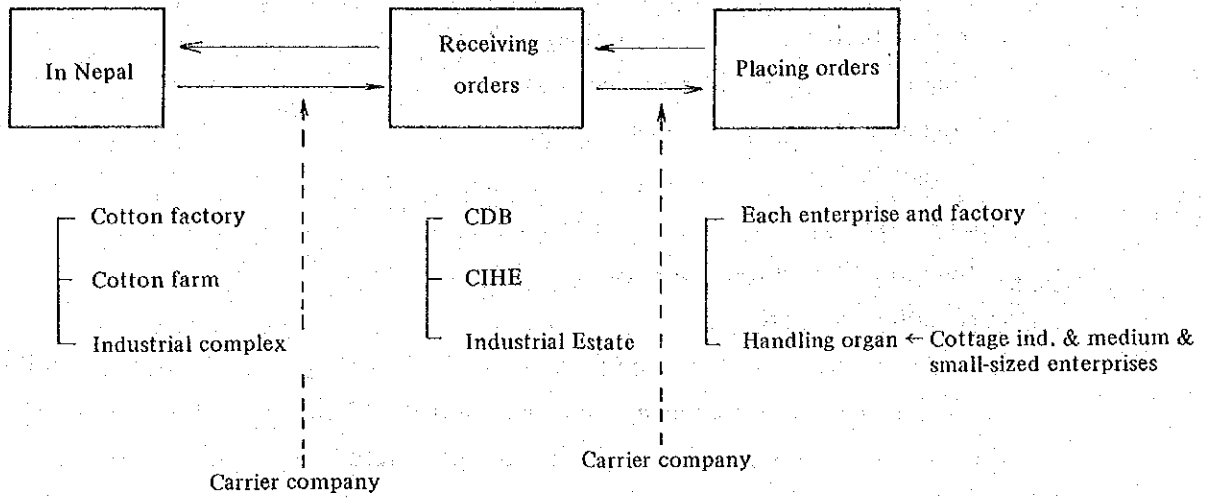 In Nepal
Receiving
orders
Placing orders
Cotton factory
Cotton farm
Industrial complex
CDB
CIHE
Industrial Estate
Each enterprise and factory
Handling organ ← Cottage ind. & medium &
small-sized enterprises
Carrier company
Carrier company